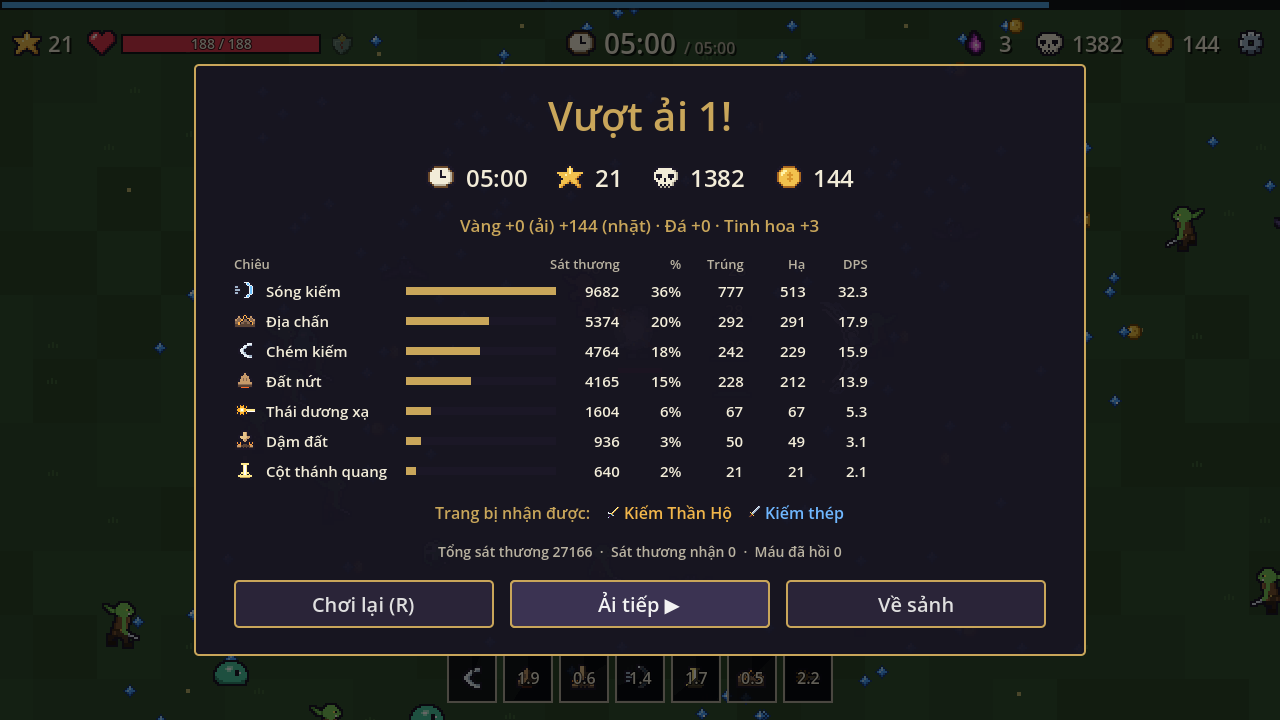 21 188 / 188 05:00 / 05:00 3 1382 144
Vượt ải 1!
05:00 21 1382 144
Vàng +0 (ải) +144 (nhặt) · Đá +0 · Tinh hoa +3
Chiêu Sát thương % Trúng Hạ DPS
Sóng kiếm 9682 36% 777 513 32.3
Địa chấn 5374 20% 292 291 17.9
Chém kiếm 4764 18% 242 229 15.9
Đất nứt 4165 15% 228 212 13.9
Thái dương xạ 1604 6% 67 67 5.3
Dậm đất 936 3% 50 49 3.1
Cột thánh quang 640 2% 21 21 2.1
Trang bị nhận được: Kiếm Thần Hộ Kiếm thép
Tổng sát thương 27166 · Sát thương nhận 0 · Máu đã hồi 0
Chơi lại (R) Ải tiếp ▶ Về sảnh
1.9 0.6 1.4 1.7 0.5 2.2